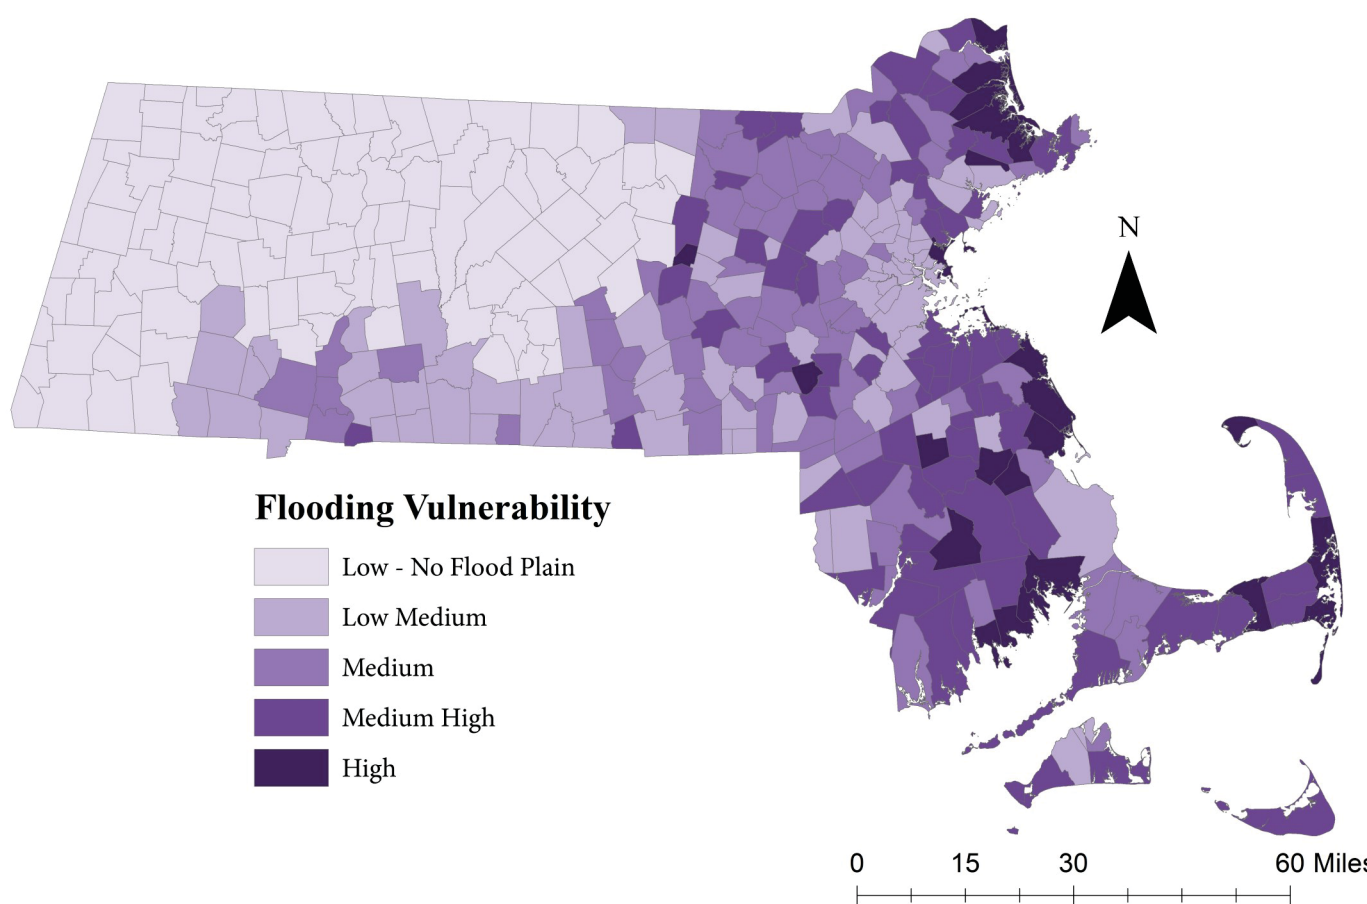 N
Flooding Vulnerability
Low - No Flood Plain
Low Medium
Medium
Medium High
High
0 15 30 60 Miles